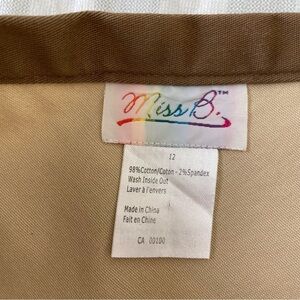 Miss B.™
12
98%Cotton/Coton - 2%Spandex
Wash Inside Out
Laver à l'envers
Made in China
Fait en Chine
CA 00100